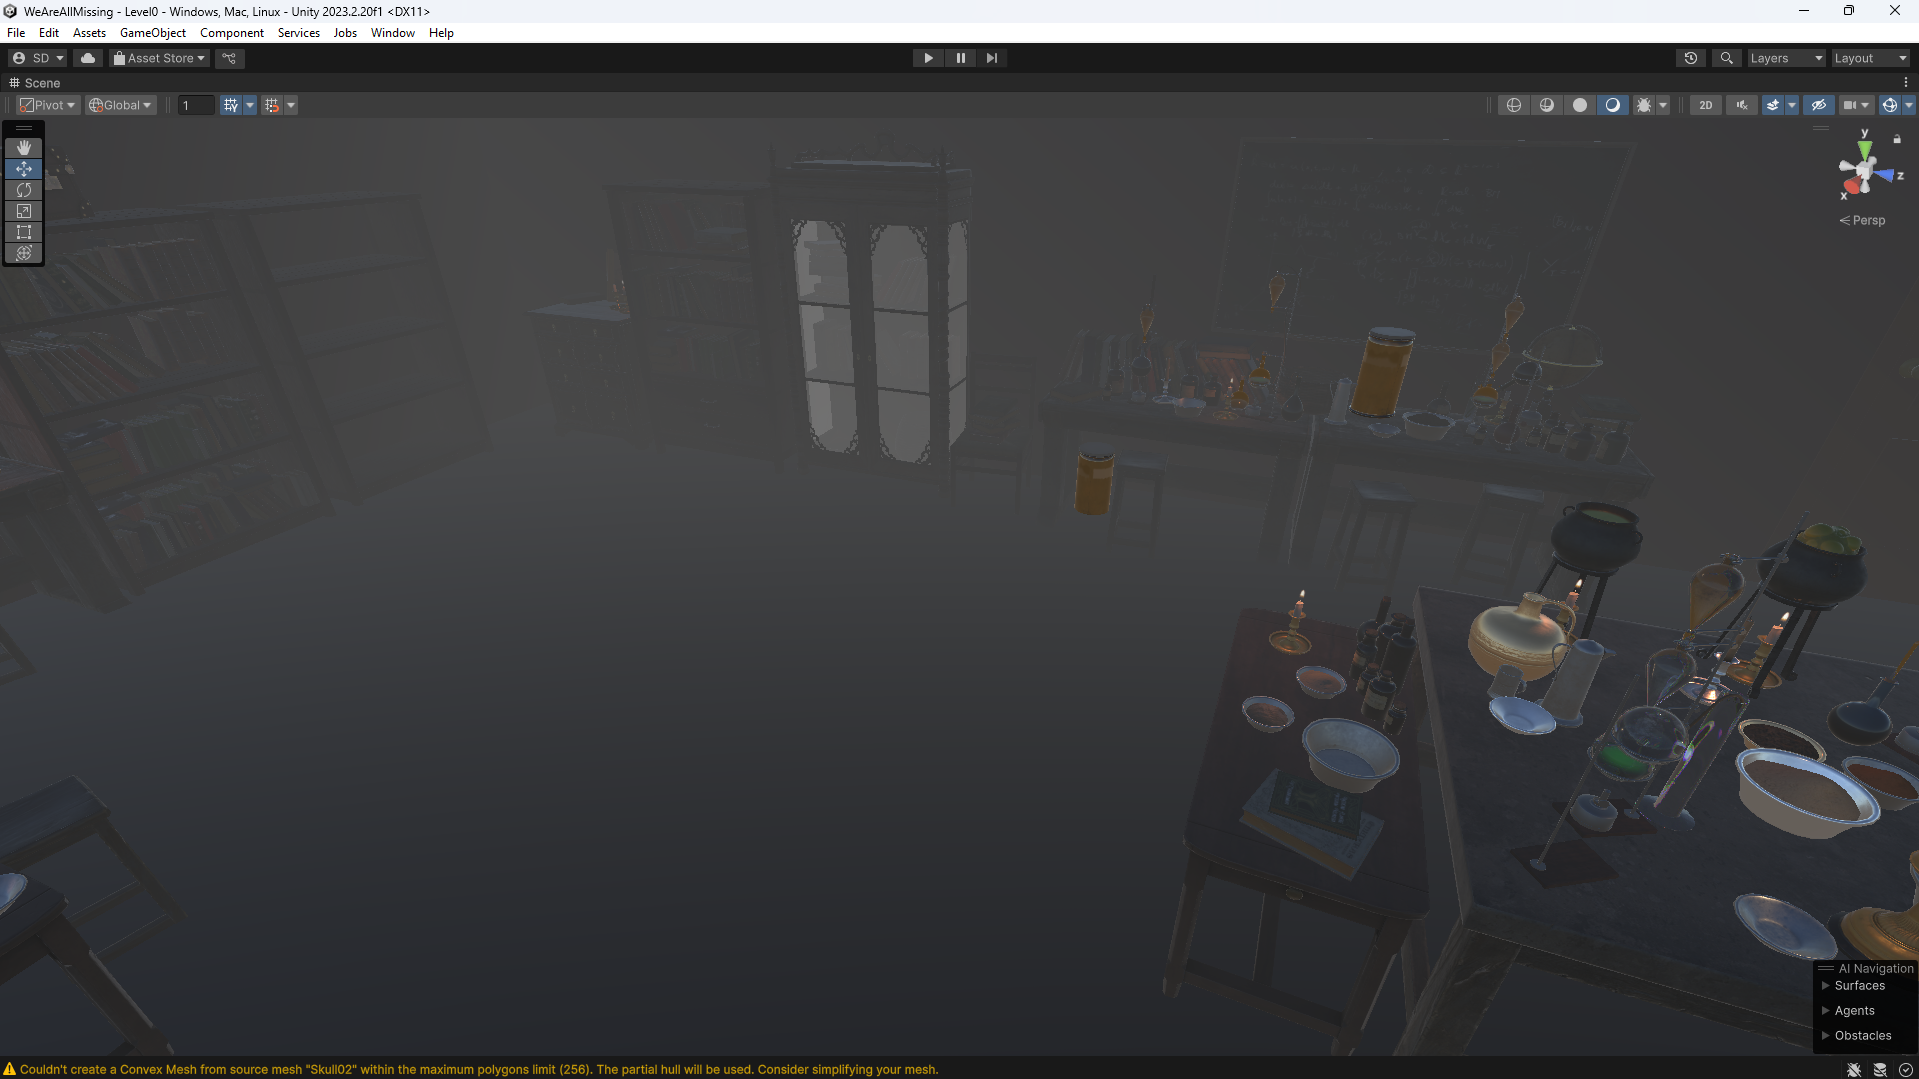 WeAreAllMissing - Level0 - Windows, Mac, Linux - Unity 2023.2.20f1 <DX11>
File Edit Assets GameObject Component Services Jobs Window Help
SD Asset Store Layers Layout
Scene
Pivot Global 1 2D
y
z
x
Persp
AI Navigation
Surfaces
Agents
Obstacles
Couldn't create a Convex Mesh from source mesh "Skull02" within the maximum polygons limit (256). The partial hull will be used. Consider simplifying your mesh.